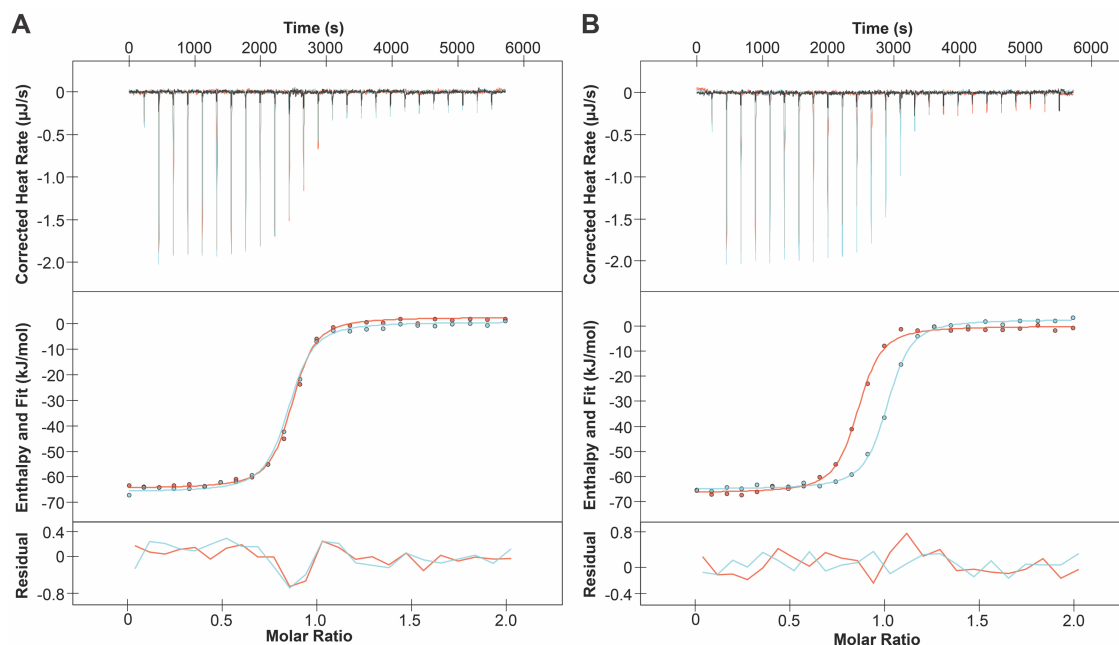 A
Time (s)
0 1000 2000 3000 4000 5000 6000
Corrected Heat Rate (µJ/s)
0
-0.5
-1.0
-1.5
-2.0
Enthalpy and Fit (kJ/mol)
0
-10
-20
-30
-40
-50
-60
-70
Residual
0.4
0
-0.8
0 0.5 1.0 1.5 2.0
Molar Ratio
B
Time (s)
0 1000 2000 3000 4000 5000 6000
Corrected Heat Rate (µJ/s)
0
-0.5
-1.0
-1.5
-2.0
Enthalpy and Fit (kJ/mol)
0
-10
-20
-30
-40
-50
-60
-70
Residual
0.8
0
-0.4
0 0.5 1.0 1.5 2.0
Molar Ratio